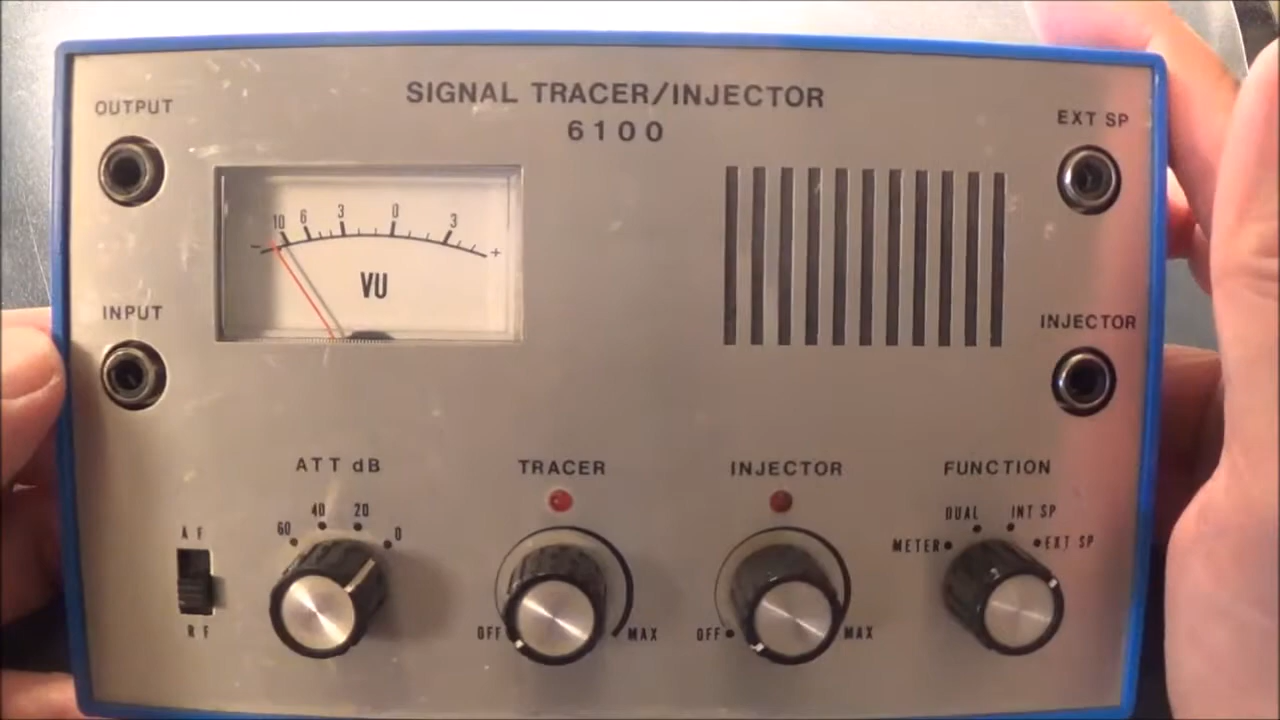 SIGNAL TRACER/INJECTOR
6100
OUTPUT
EXT SP
10 6 3 0 3
- +
VU
INPUT
INJECTOR
ATT dB
TRACER
INJECTOR
FUNCTION
60 40 20 0
A F
R F
OFF MAX
OFF MAX
METER DUAL INT SP EXT SP